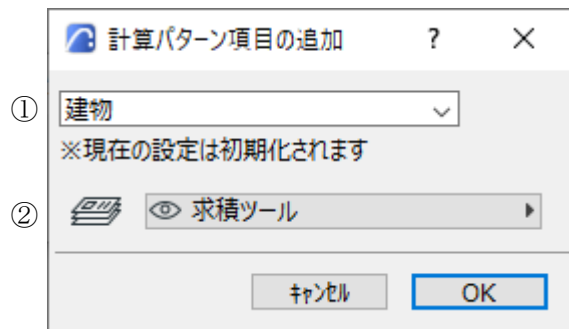 計算パターン項目の追加 ? ×
① 建物
※現在の設定は初期化されます
② 求積ツール
ｷｬﾝｾﾙ OK